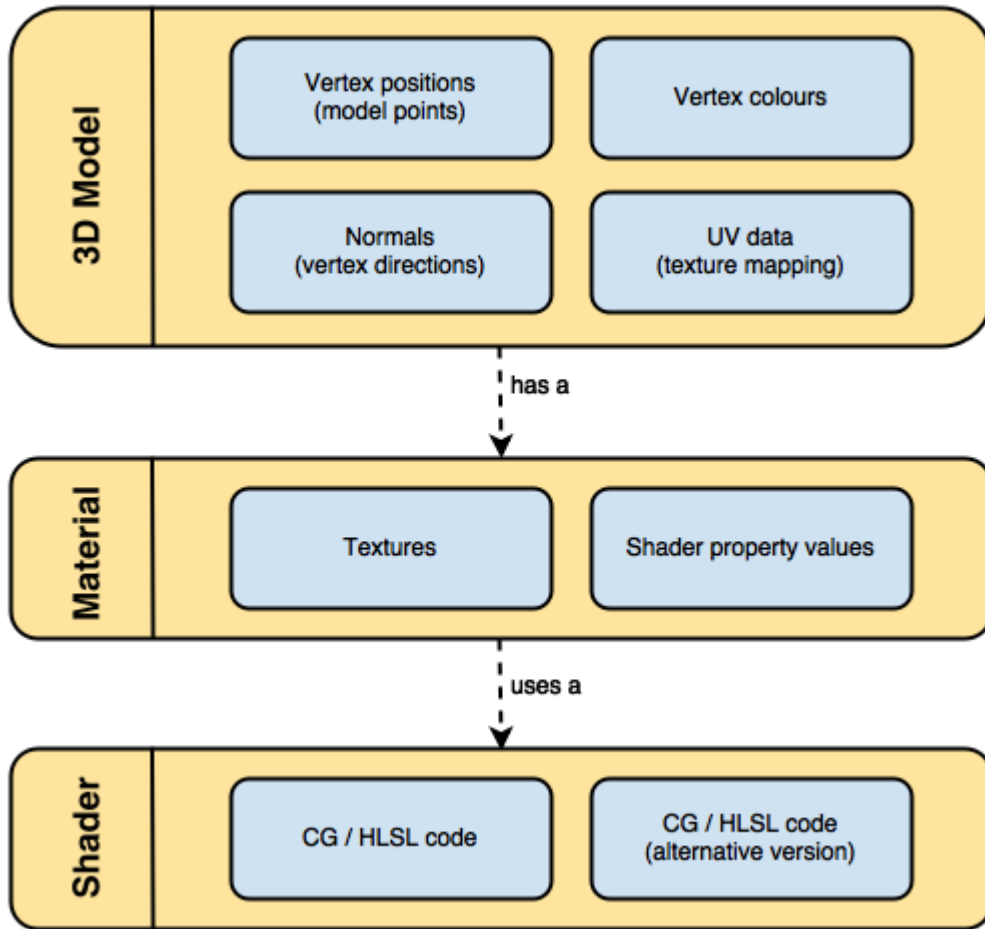 3D Model
Vertex positions
(model points)
Vertex colours
Normals
(vertex directions)
UV data
(texture mapping)
has a
Material
Textures
Shader property values
uses a
Shader
CG / HLSL code
CG / HLSL code
(alternative version)